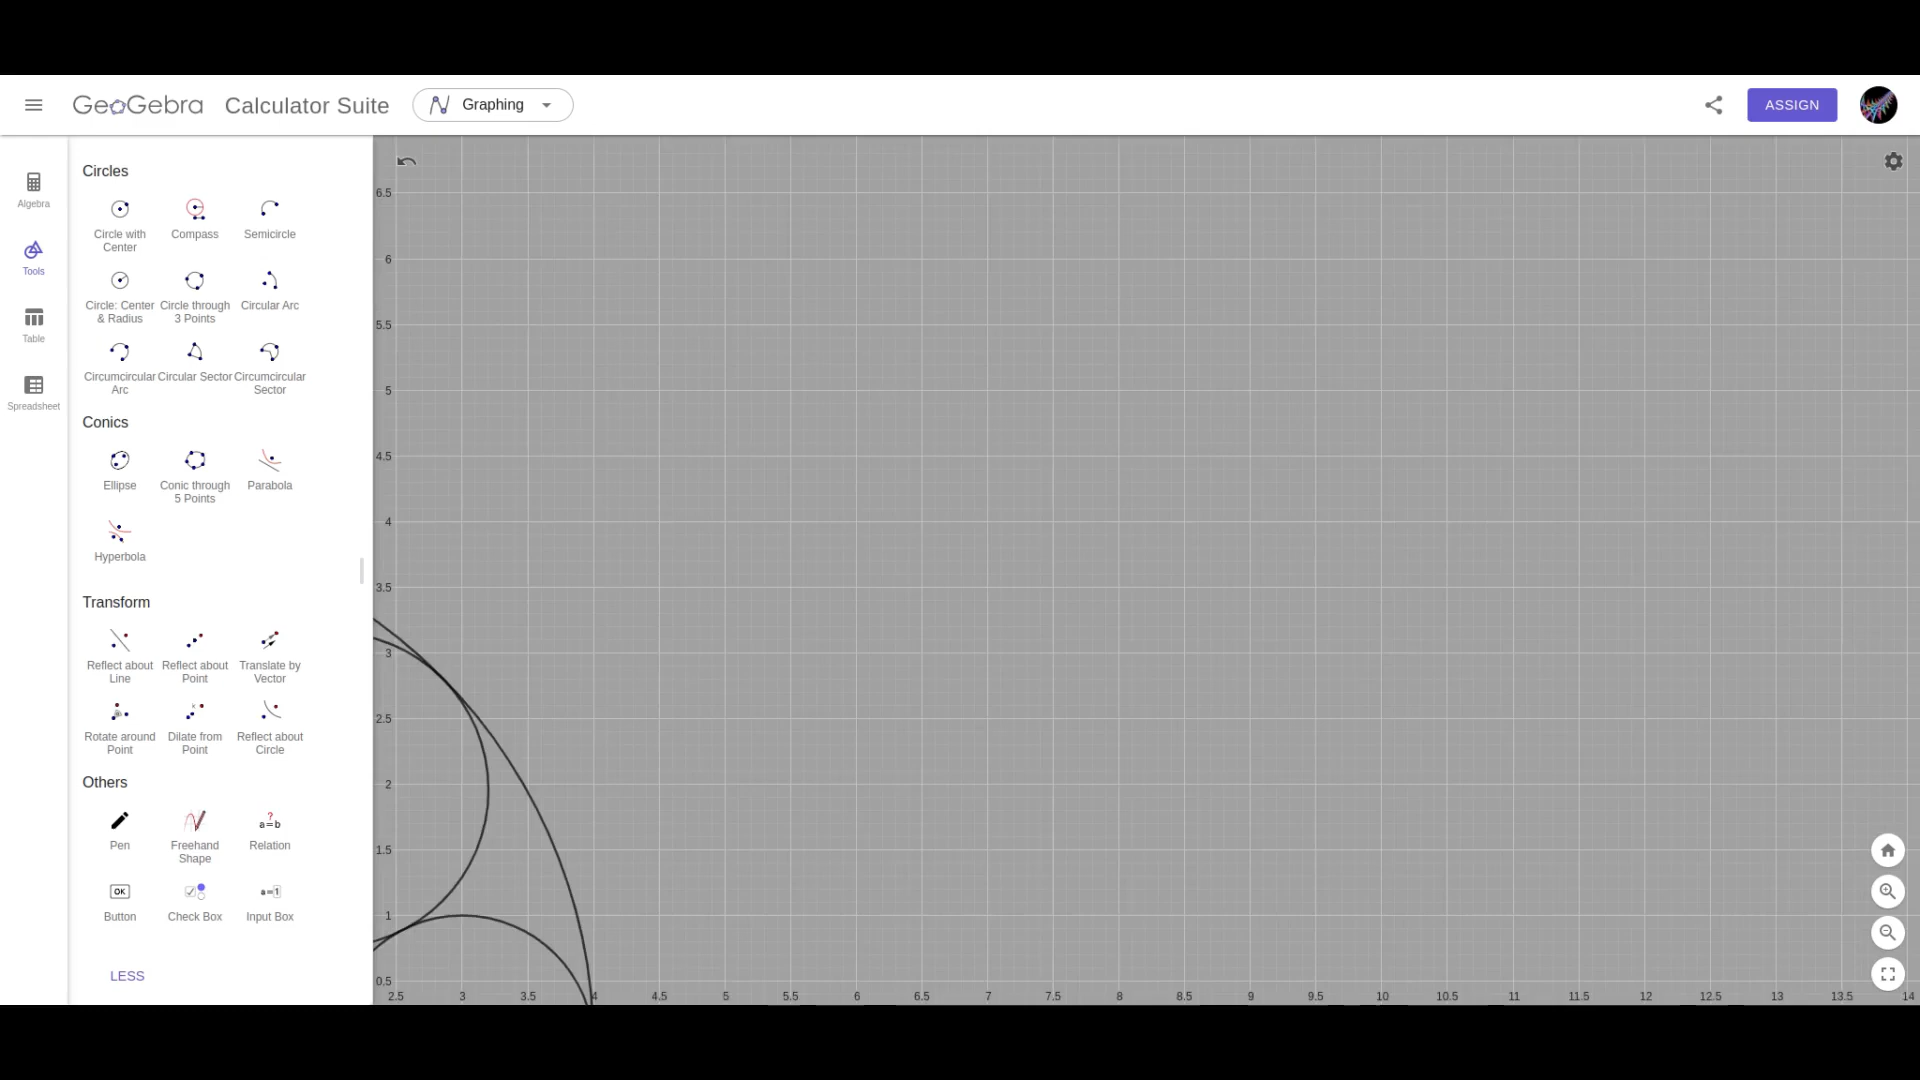 GeoGebra Calculator Suite Graphing ASSIGN
Algebra
Tools
Table
Spreadsheet
Circles
Circle with Center
Compass
Semicircle
Circle: Center & Radius
Circle through 3 Points
Circular Arc
Circumcircular Arc
Circular Sector
Circumcircular Sector
Conics
Ellipse
Conic through 5 Points
Parabola
Hyperbola
Transform
Reflect about Line
Reflect about Point
Translate by Vector
Rotate around Point
Dilate from Point
Reflect about Circle
Others
Pen
Freehand Shape
? a=b
Relation
OK
Button
Check Box
a=1
Input Box
LESS
6.5
6
5.5
5
4.5
4
3.5
3
2.5
2
1.5
1
0.5
2.5 3 3.5 4 4.5 5 5.5 6 6.5 7 7.5 8 8.5 9 9.5 10 10.5 11 11.5 12 12.5 13 13.5 14